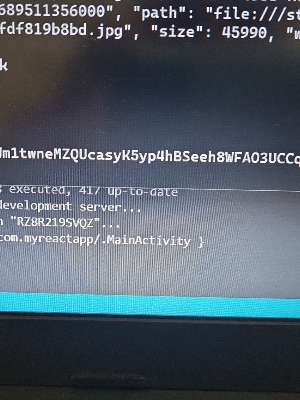 689511356000", "path": "file:///st
fdf819b8bd.jpg", "size": 45990, "w
k
Jm1twneMZQUcasyK5yp4hBSeeh8WFAO3UCCq
executed, 417 up-to-date
development server...
"RZ8R219SVQZ"...
com.myreactapp/.MainActivity }